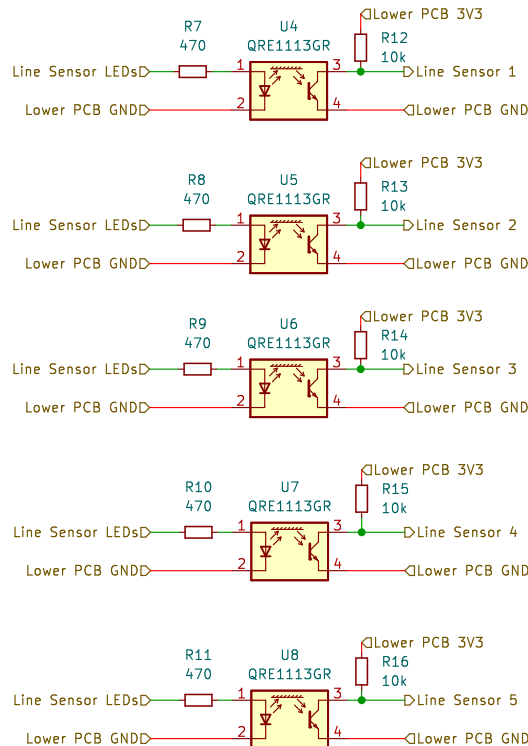 Lower PCB 3V3
R7 U4 R12
470 QRE1113GR 10k
Line Sensor LEDs 1 3 Line Sensor 1
Lower PCB GND 2 4 Lower PCB GND
Lower PCB 3V3
R8 U5 R13
470 QRE1113GR 10k
Line Sensor LEDs 1 3 Line Sensor 2
Lower PCB GND 2 4 Lower PCB GND
Lower PCB 3V3
R9 U6 R14
470 QRE1113GR 10k
Line Sensor LEDs 1 3 Line Sensor 3
Lower PCB GND 2 4 Lower PCB GND
Lower PCB 3V3
R10 U7 R15
470 QRE1113GR 10k
Line Sensor LEDs 1 3 Line Sensor 4
Lower PCB GND 2 4 Lower PCB GND
Lower PCB 3V3
R11 U8 R16
470 QRE1113GR 10k
Line Sensor LEDs 1 3 Line Sensor 5
Lower PCB GND 2 4 Lower PCB GND